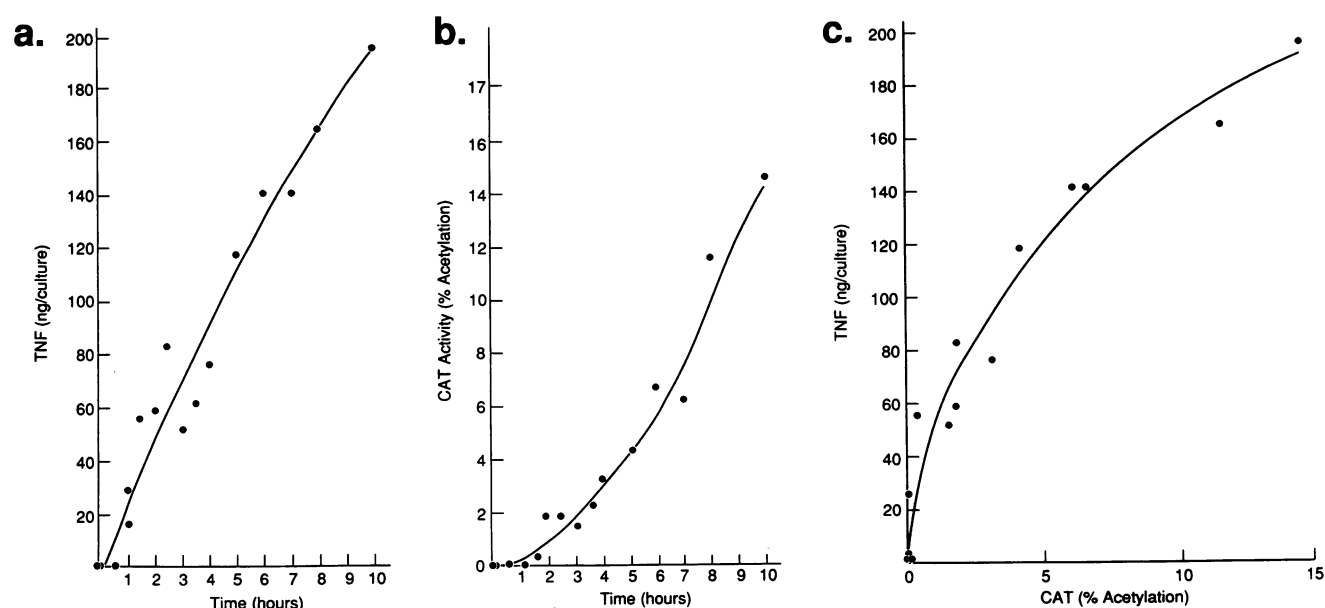 a.
200
180
160
140
120
100
80
60
40
20
TNF (ng/culture)
1 2 3 4 5 6 7 8 9 10
Time (hours)
b.
17
16
14
12
10
8
6
4
2
0
CAT Activity (% Acetylation)
1 2 3 4 5 6 7 8 9 10
Time (hours)
c.
200
180
160
140
120
100
80
60
40
20
TNF (ng/culture)
0 5 10 15
CAT (% Acetylation)